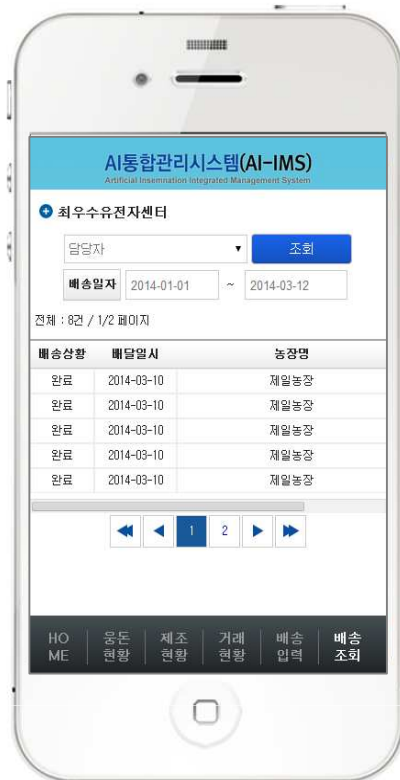 AI통합관리시스템(AI-IMS)
Artificial Insemnation Integrated Management System
최우수유전자센터
담당자 ▼ 조회
배송일자 2014-01-01 ~ 2014-03-12
전체 : 8건 / 1/2 페이지
배송상황 배달일시 농장명
완료 2014-03-10 제일농장
완료 2014-03-10 제일농장
완료 2014-03-10 제일농장
완료 2014-03-10 제일농장
완료 2014-03-10 제일농장
1 2
HO 웅돈 제조 거래 배송 배송
ME 현황 현황 현황 입력 조회